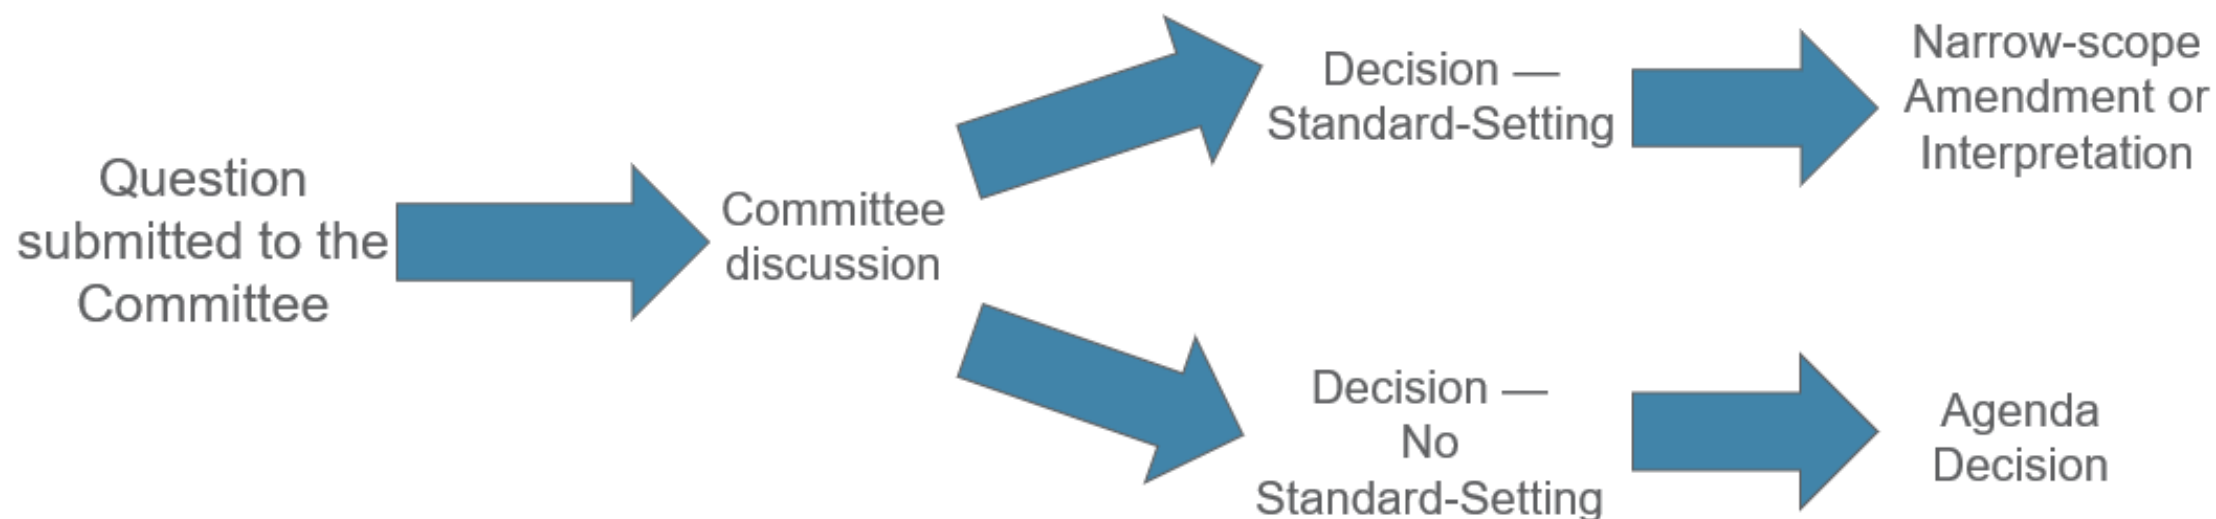 Question
submitted to the
Committee
Committee
discussion
Decision —
Standard-Setting
Narrow-scope
Amendment or
Interpretation
Decision —
No
Standard-Setting
Agenda
Decision